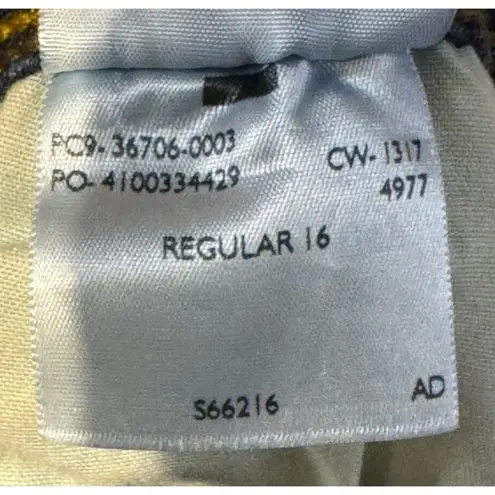 PC9-36706-0003 CW-1317
PO-4100334429 4977
REGULAR 16
S66216 AD